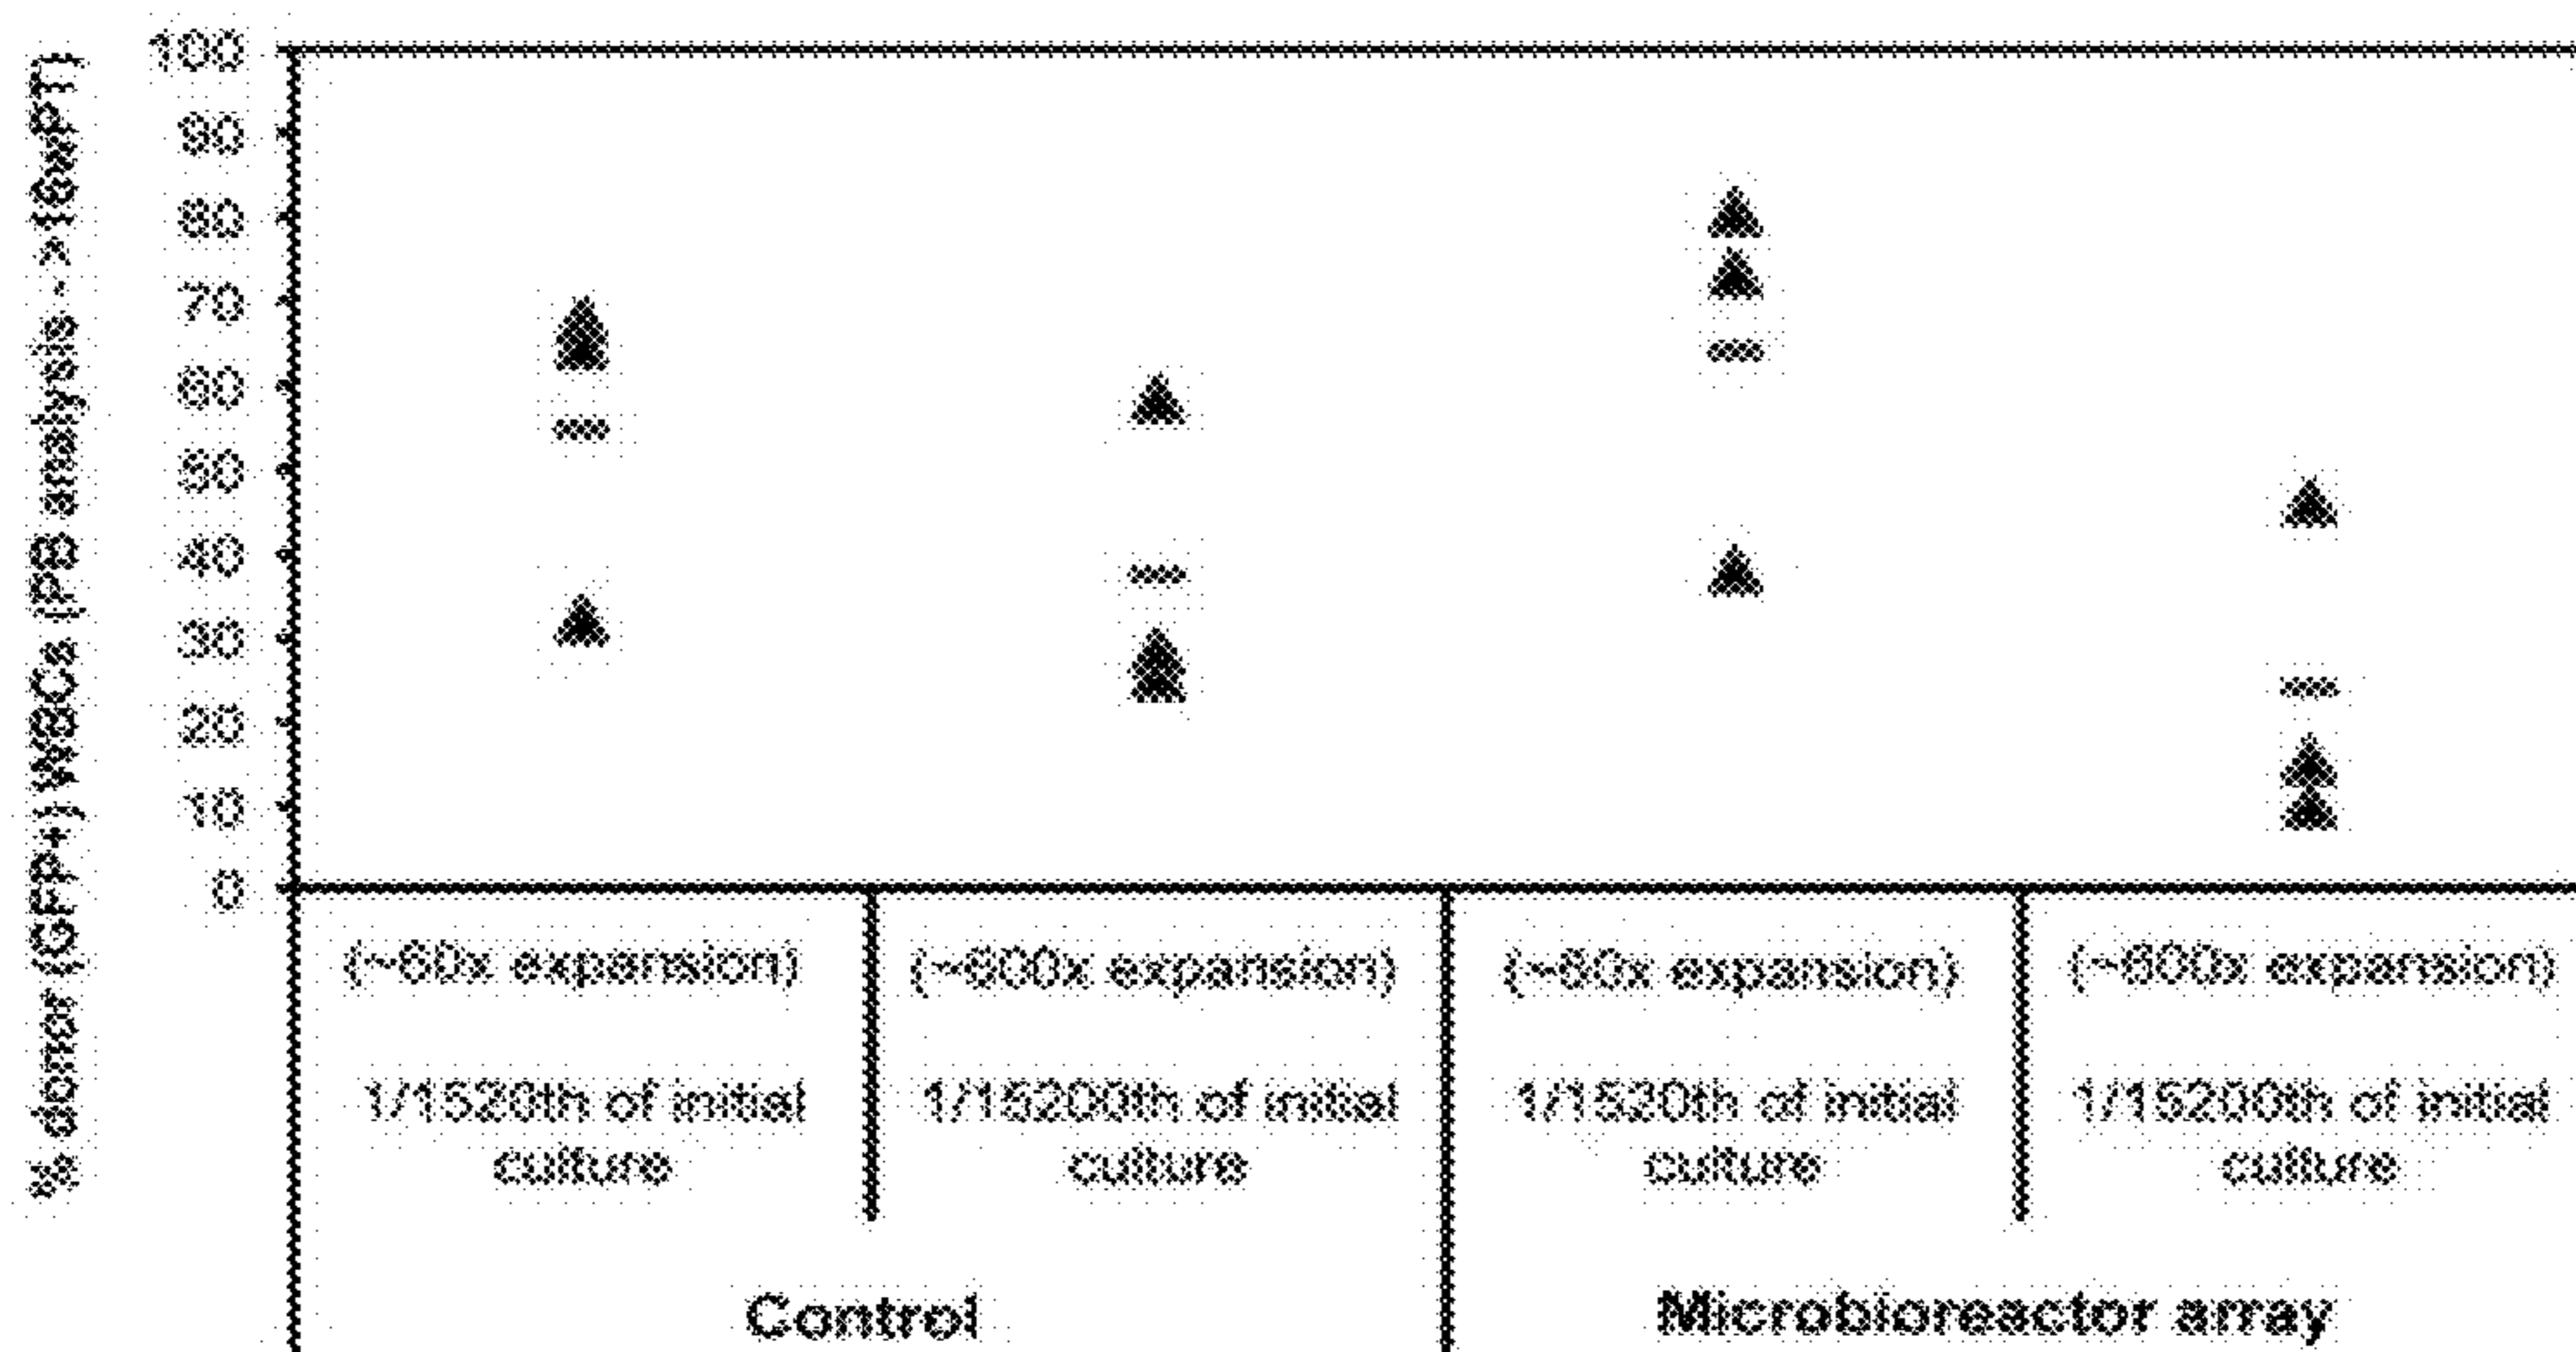 % donor (GFP+) WBCs (PB analysis - >16wPT)
100
90
80
70
60
50
40
30
20
10
0
(~60x expansion)
1/1520th of initial
culture
(~600x expansion)
1/15200th of initial
culture
(~60x expansion)
1/1520th of initial
culture
(~600x expansion)
1/15200th of initial
culture
Control
Microbioreactor array